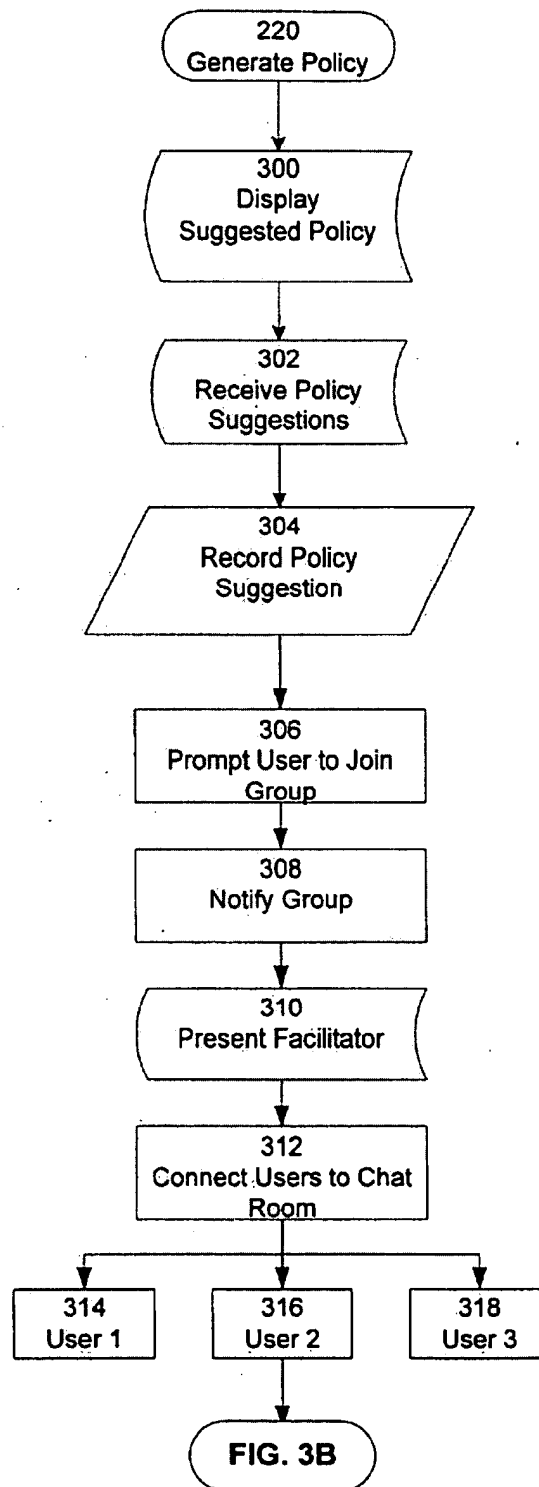 220
Generate Policy
300
Display
Suggested Policy
302
Receive Policy
Suggestions
304
Record Policy
Suggestion
306
Prompt User to Join
Group
308
Notify Group
310
Present Facilitator
312
Connect Users to Chat
Room
314
User 1
316
User 2
318
User 3
FIG. 3B